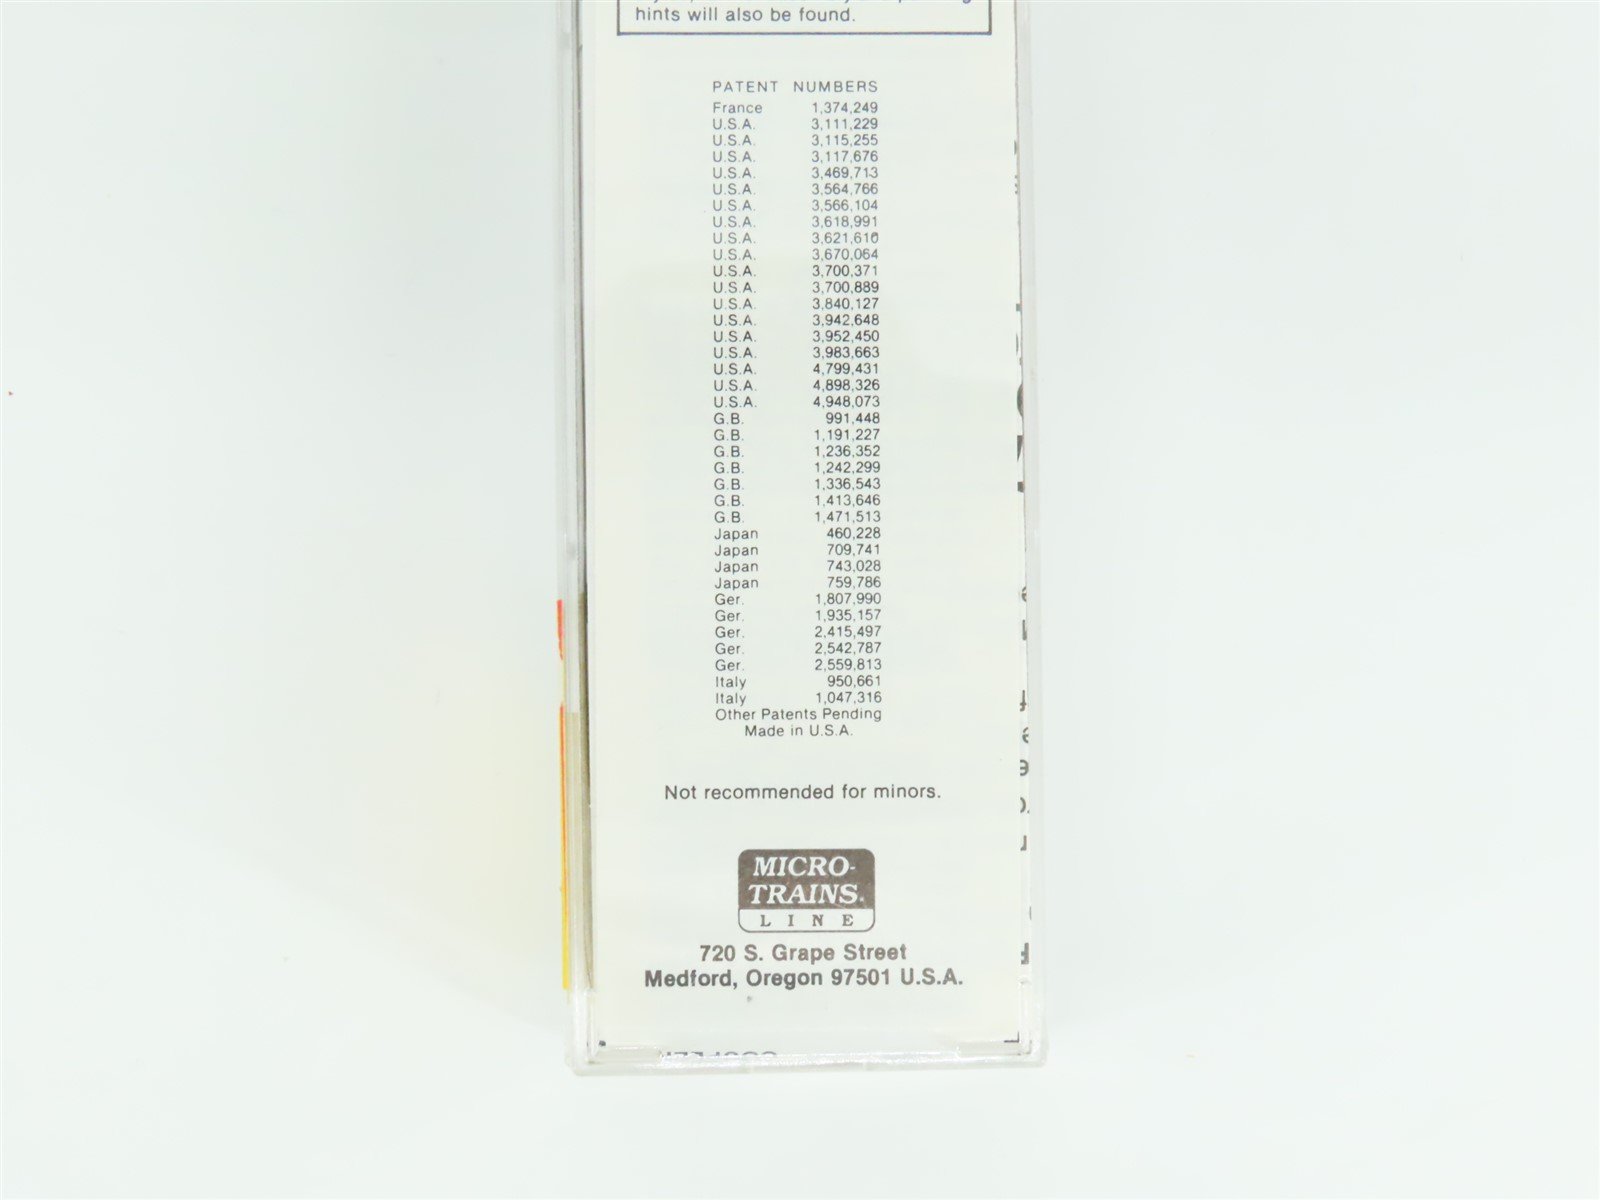 hints will also be found.
PATENT NUMBERS
France 1,374,249
U.S.A. 3,111,229
U.S.A. 3,115,255
U.S.A. 3,117,676
U.S.A. 3,469,713
U.S.A. 3,564,766
U.S.A. 3,566,104
U.S.A. 3,618,991
U.S.A. 3,621,610
U.S.A. 3,670,064
U.S.A. 3,700,371
U.S.A. 3,700,889
U.S.A. 3,840,127
U.S.A. 3,942,648
U.S.A. 3,952,450
U.S.A. 3,983,663
U.S.A. 4,799,431
U.S.A. 4,898,326
U.S.A. 4,948,073
G.B. 991,448
G.B. 1,191,227
G.B. 1,236,352
G.B. 1,242,299
G.B. 1,336,543
G.B. 1,413,646
G.B. 1,471,513
Japan 460,228
Japan 709,741
Japan 743,028
Japan 759,786
Ger. 1,807,990
Ger. 1,935,157
Ger. 2,415,497
Ger. 2,542,787
Ger. 2,559,813
Italy 950,661
Italy 1,047,316
Other Patents Pending
Made in U.S.A.
Not recommended for minors.
MICRO-
TRAINS®
LINE
720 S. Grape Street
Medford, Oregon 97501 U.S.A.